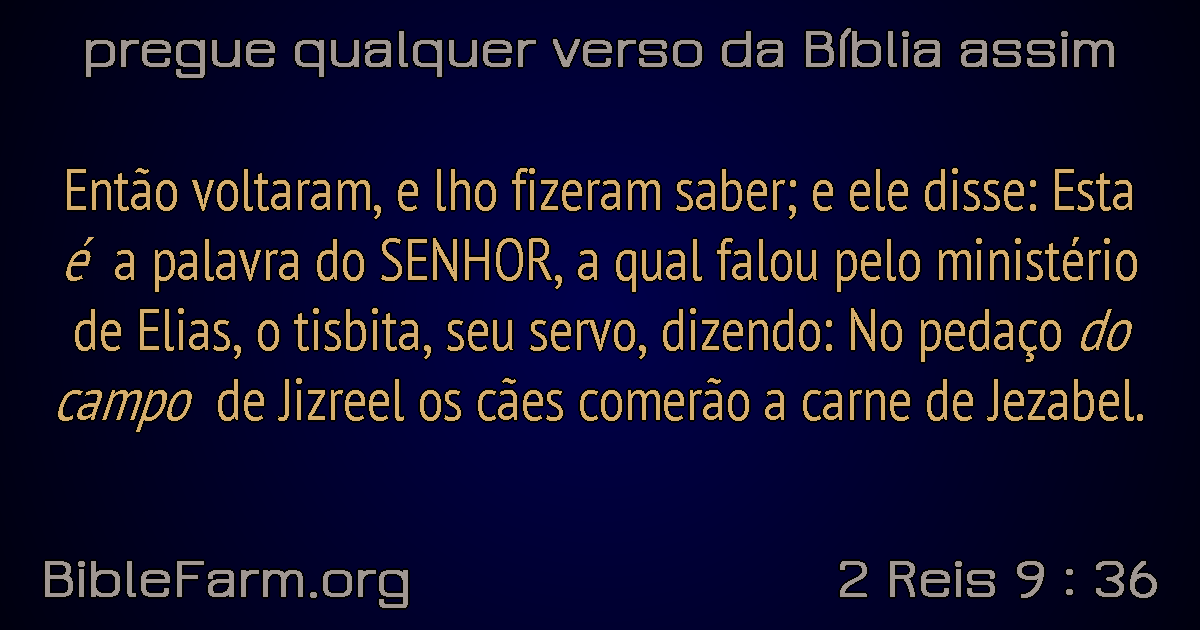 pregue qualquer verso da Bíblia assim
Então voltaram, e lho fizeram saber; e ele disse: Esta
é a palavra do SENHOR, a qual falou pelo ministério
de Elias, o tisbita, seu servo, dizendo: No pedaço do
campo de Jizreel os cães comerão a carne de Jezabel.
BibleFarm.org
2 Reis 9 : 36